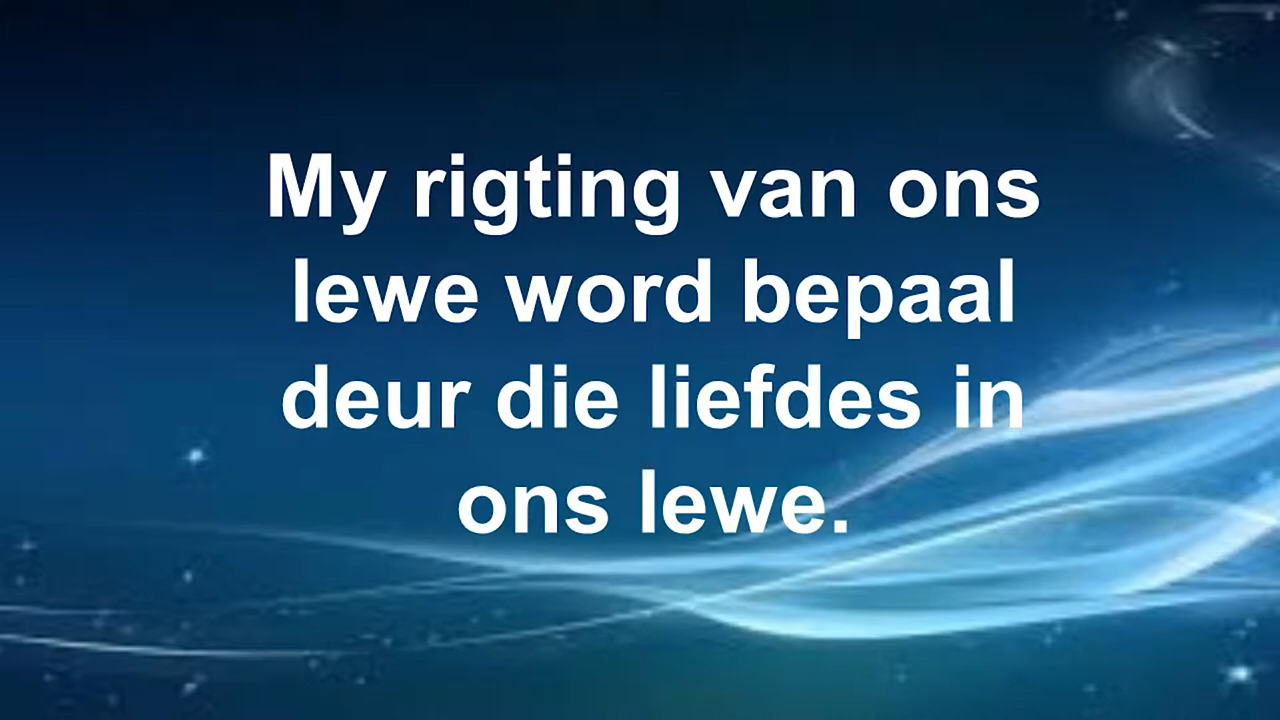 My rigting van ons
lewe word bepaal
deur die liefdes in
ons lewe.